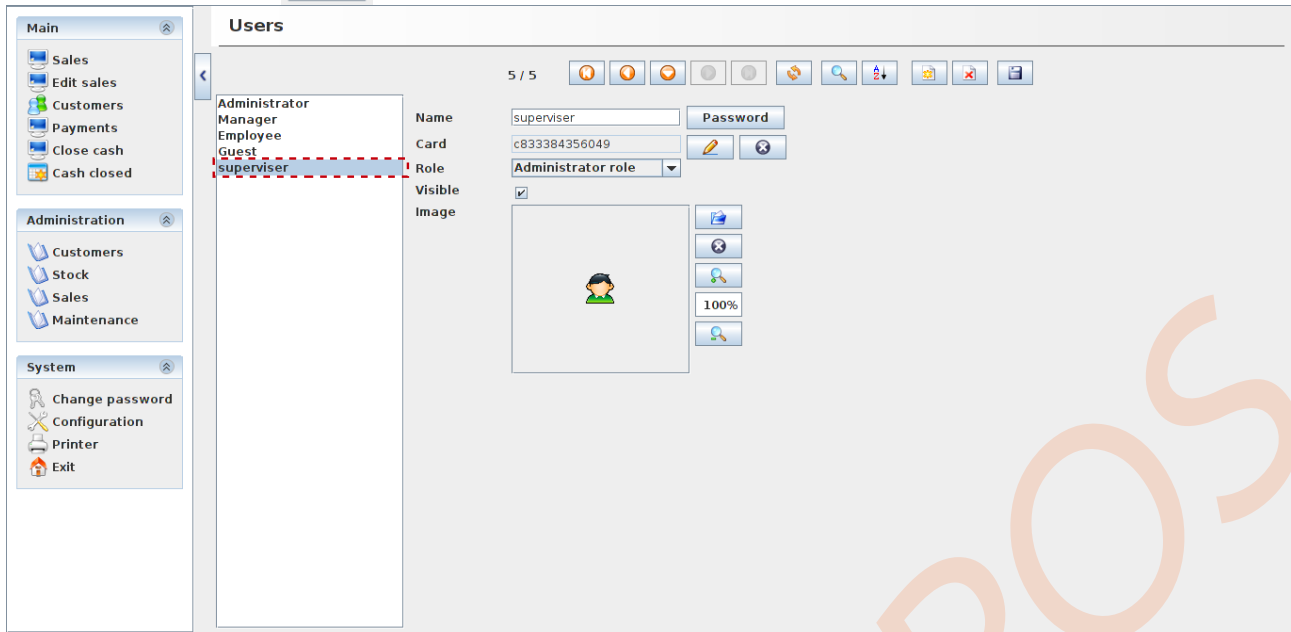 Main
Sales
Edit sales
Customers
Payments
Close cash
Cash closed
Administration
Customers
Stock
Sales
Maintenance
System
Change password
Configuration
Printer
Exit
Users
5 / 5
Administrator
Manager
Employee
Guest
superviser
Name superviser Password
Card c833384356049
Role Administrator role
Visible
Image
100%
POS